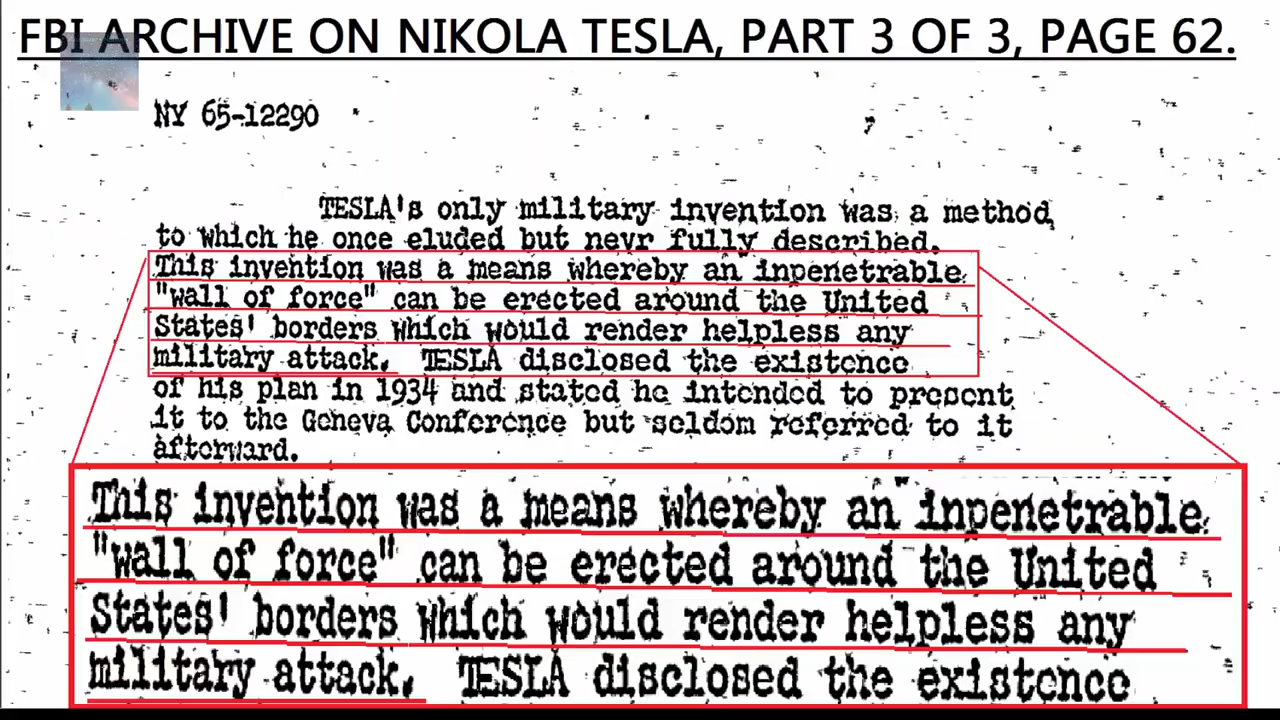 FBI ARCHIVE ON NIKOLA TESLA, PART 3 OF 3, PAGE 62.
NY 65-12290
TESLA's only military invention was a method
to which he once eluded but nevr fully described.
This invention was a means whereby an inpenetrable
"wall of force" can be erected around the United
States' borders which would render helpless any
military attack. TESLA disclosed the existence
of his plan in 1934 and stated he intended to present
it to the Geneva Conference but seldom referred to it
afterward.
This invention was a means whereby an inpenetrable
"wall of force" can be erected around the United
States' borders which would render helpless any
military attack. TESLA disclosed the existence